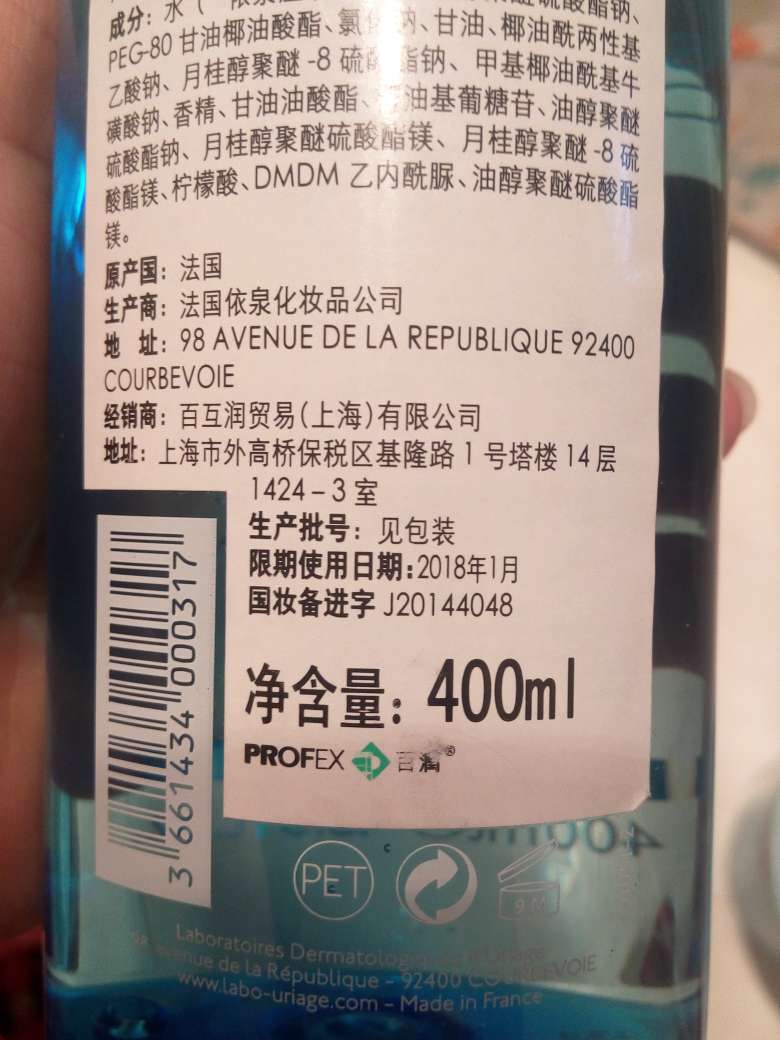 成分: 水
硫酸酯钠、
PEG-80 甘油椰油酸酯、氯化钠、甘油、椰油酰两性基
乙酸钠、月桂醇聚醚-8 硫酸酯钠、甲基椰油酰基牛
磺酸钠、香精、甘油油酸酯、油基葡糖苷、油醇聚醚
硫酸酯钠、月桂醇聚醚硫酸酯镁、月桂醇聚醚-8 硫
酸酯镁、柠檬酸、DMDM 乙内酰脲、油醇聚醚硫酸酯
镁。
原产国: 法国
生产商: 法国依泉化妆品公司
地 址: 98 AVENUE DE LA REPUBLIQUE 92400
COURBEVOIE
经销商: 百互润贸易(上海)有限公司
地址: 上海市外高桥保税区基隆路 1 号塔楼 14 层
1424 – 3 室
生产批号: 见包装
限期使用日期:2018年1月
国妆备进字 J20144048
净含量: 400ml
PROFEX 百润®
3 661434 000317
400ml
PET
9 M
Laboratoires Dermatologiques d'Uriage
98 avenue de la République - 92400 COURBEVOIE
www.labo-uriage.com - Made in France